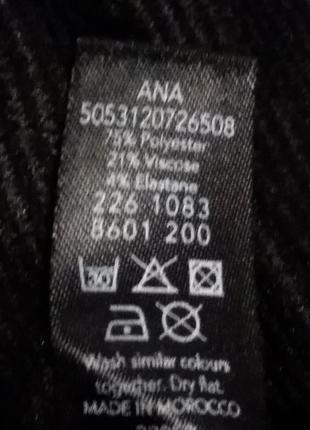 ANA
5053120726508
75% Polyester
21% Viscose
4% Elastane
226 1083
8601 200
30
Wash similar colours
together. Dry flat.
MADE IN MOROCCO